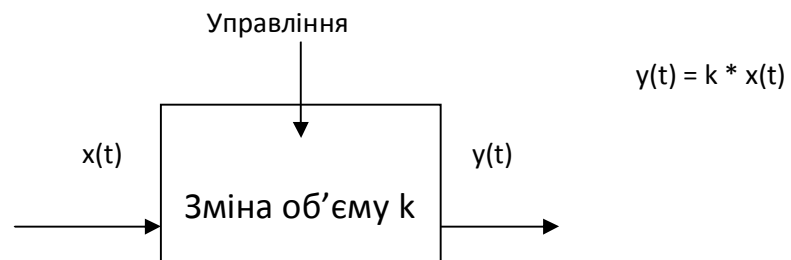 Управління
y(t) = k * x(t)
x(t)
y(t)
Зміна об’єму k